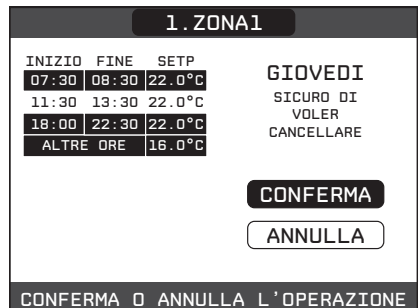 1.ZONA1
INIZIO FINE SETP
07:30 08:30 22.0°C
11:30 13:30 22.0°C
18:00 22:30 22.0°C
ALTRE ORE 16.0°C
GIOVEDI
SICURO DI
VOLER
CANCELLARE
CONFERMA
ANNULLA
CONFERMA O ANNULLA L'OPERAZIONE